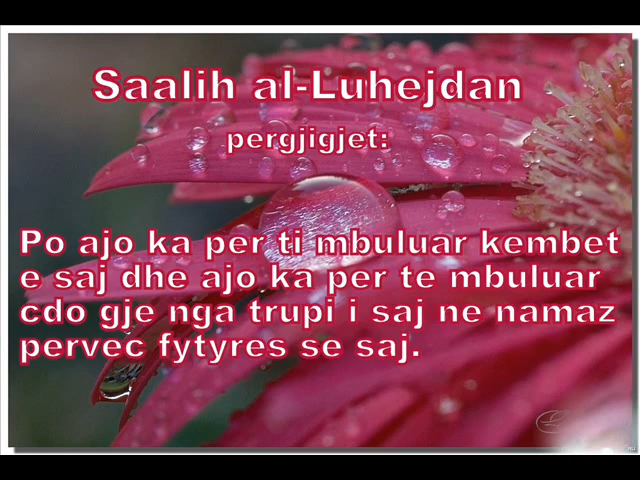 Saalih al-Luhejdan
pergjigjet:
Po ajo ka per ti mbuluar kembet
e saj dhe ajo ka per te mbuluar
cdo gje nga trupi i saj ne namaz
pervec fytyres se saj.